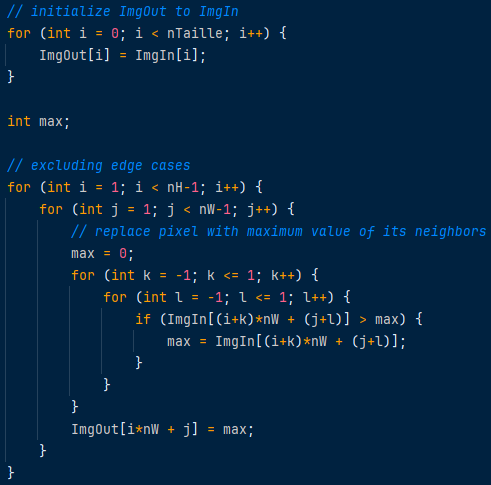 // initialize ImgOut to ImgIn
for (int i = 0; i < nTaille; i++) {
    ImgOut[i] = ImgIn[i];
}

int max;

// excluding edge cases
for (int i = 1; i < nH-1; i++) {
    for (int j = 1; j < nW-1; j++) {
        // replace pixel with maximum value of its neighbors
        max = 0;
        for (int k = -1; k <= 1; k++) {
            for (int l = -1; l <= 1; l++) {
                if (ImgIn[(i+k)*nW + (j+l)] > max) {
                    max = ImgIn[(i+k)*nW + (j+l)];
                }
            }
        }
        ImgOut[i*nW + j] = max;
    }
}